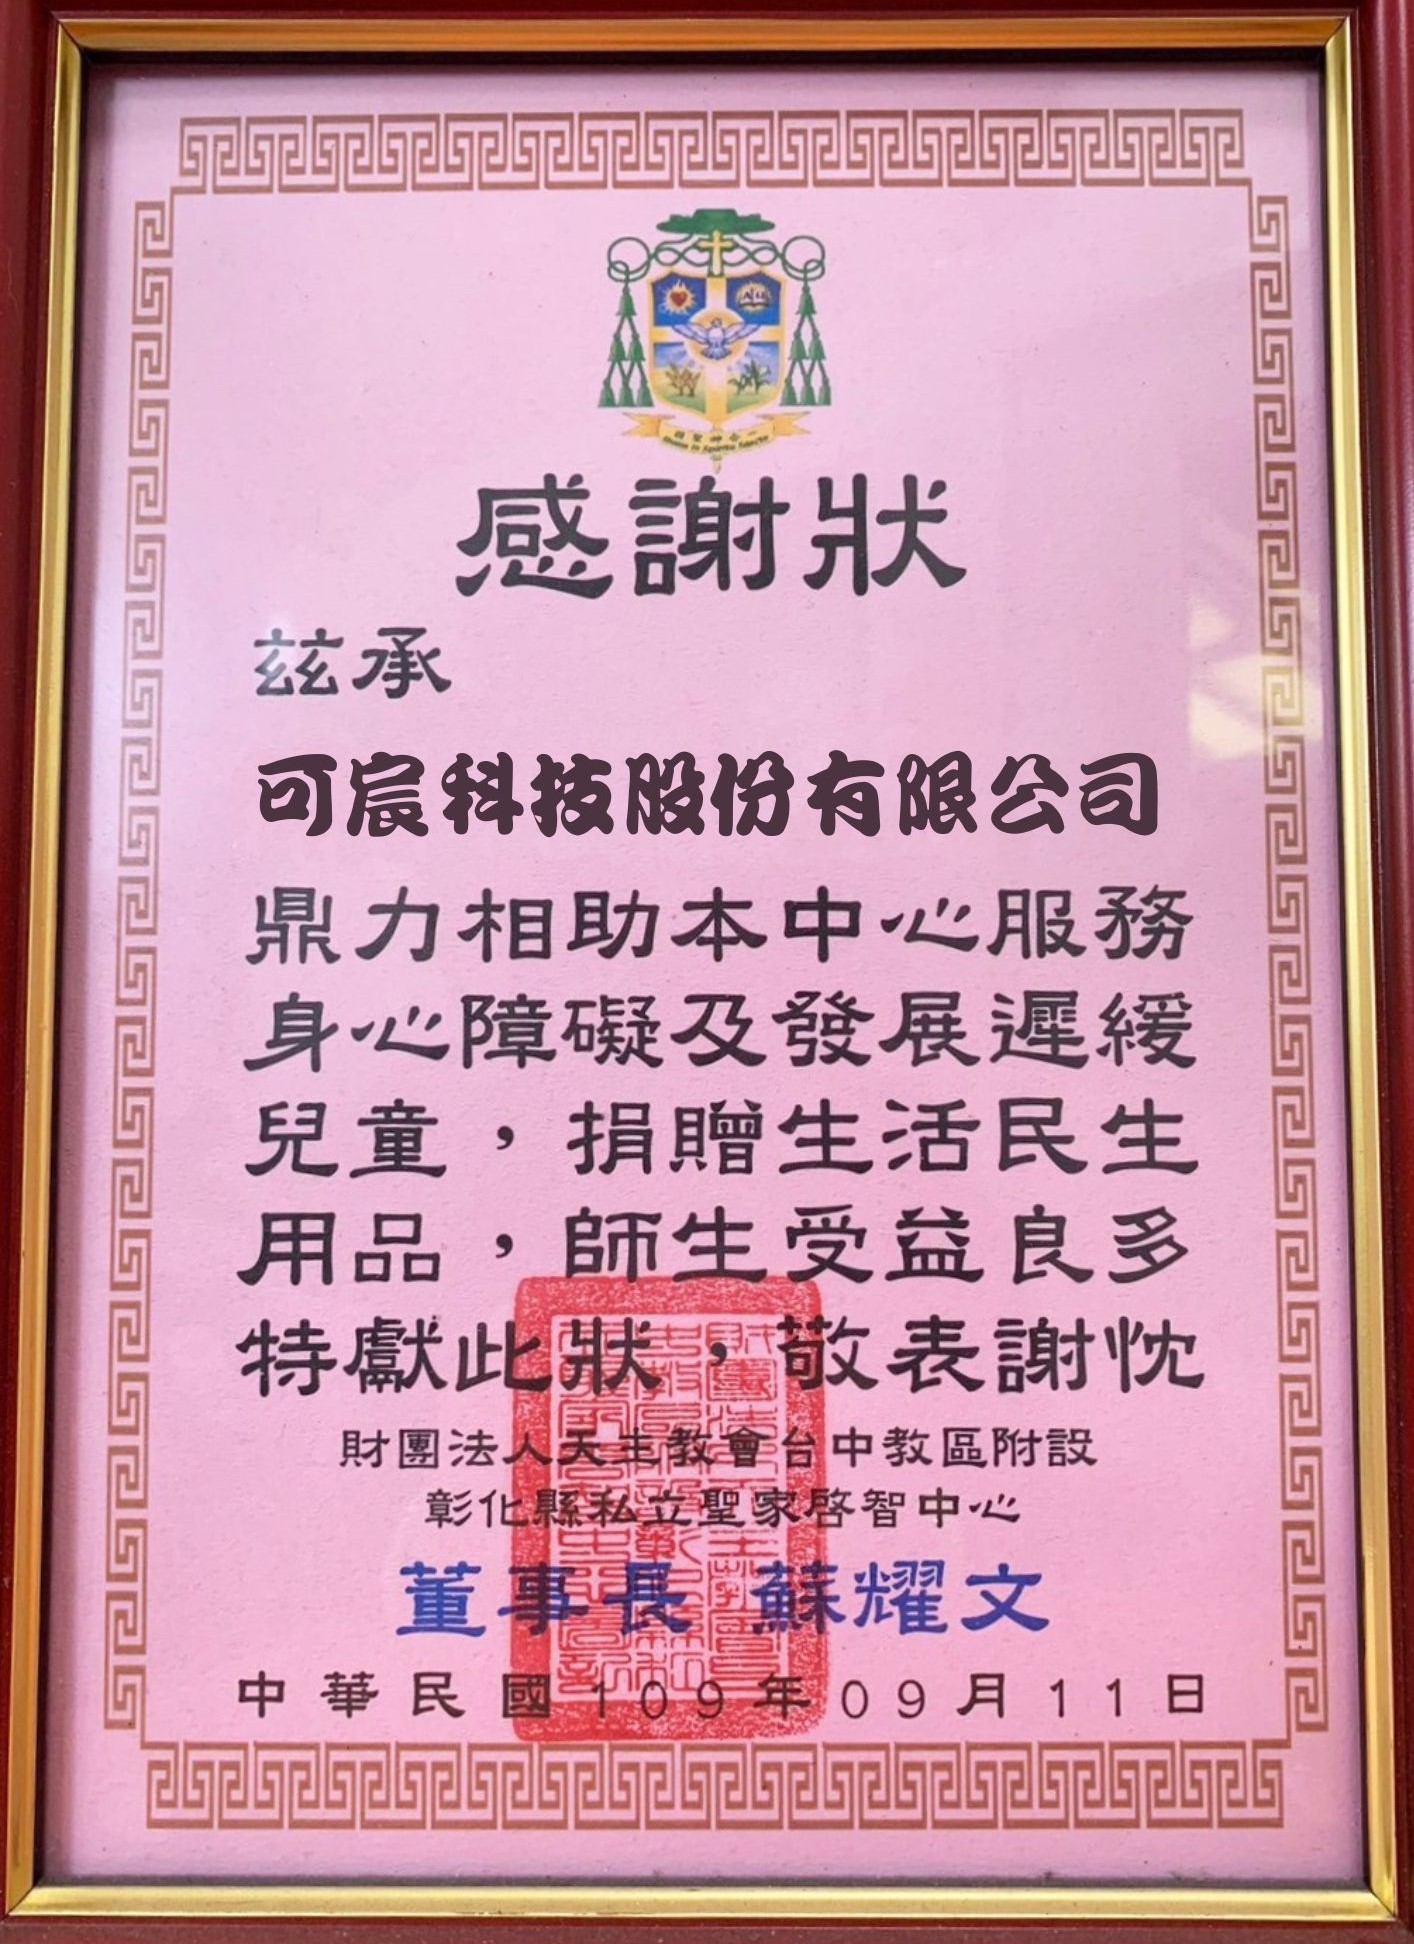 感謝狀
茲承
可宸科技股份有限公司
鼎力相助本中心服務
身心障礙及發展遲緩
兒童，捐贈生活民生
用品，師生受益良多
特獻此狀，敬表謝忱
財團法人天主教會台中教區附設
彰化縣私立聖家啓智中心
董事長 蘇耀文
中華民國109年09月11日